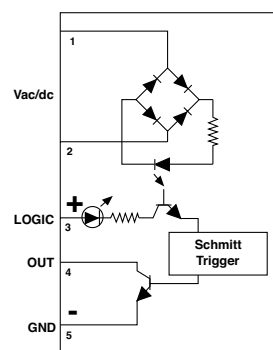 1
Vac/dc
2
+
LOGIC
3
Schmitt
Trigger
OUT
4
-
GND
5